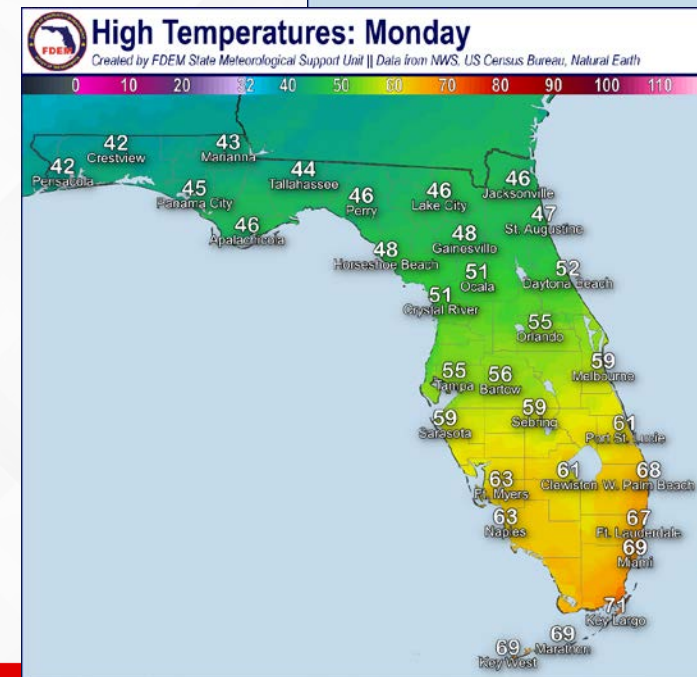 FDEM
High Temperatures: Monday
Created by FDEM State Meteorological Support Unit || Data from NWS, US Census Bureau, Natural Earth
0 10 20 32 40 50 60 70 80 90 100 110
42
Crestview
43
Marianna
42
Pensacola
44
Tallahassee
45
Panama City
46
Perry
46
Lake City
46
Jacksonville
46
Apalachicola
47
St. Augustine
48
Gainesville
48
Horseshoe Beach
51
Ocala
52
Daytona Beach
51
Crystal River
55
Orlando
55
Tampa
56
Bartow
59
Melbourne
59
Sarasota
59
Sebring
61
Port St. Lucie
63
Ft. Myers
61
Clewiston
68
W. Palm Beach
63
Naples
67
Ft. Lauderdale
69
Miami
71
Key Largo
69
Marathon
69
Key West